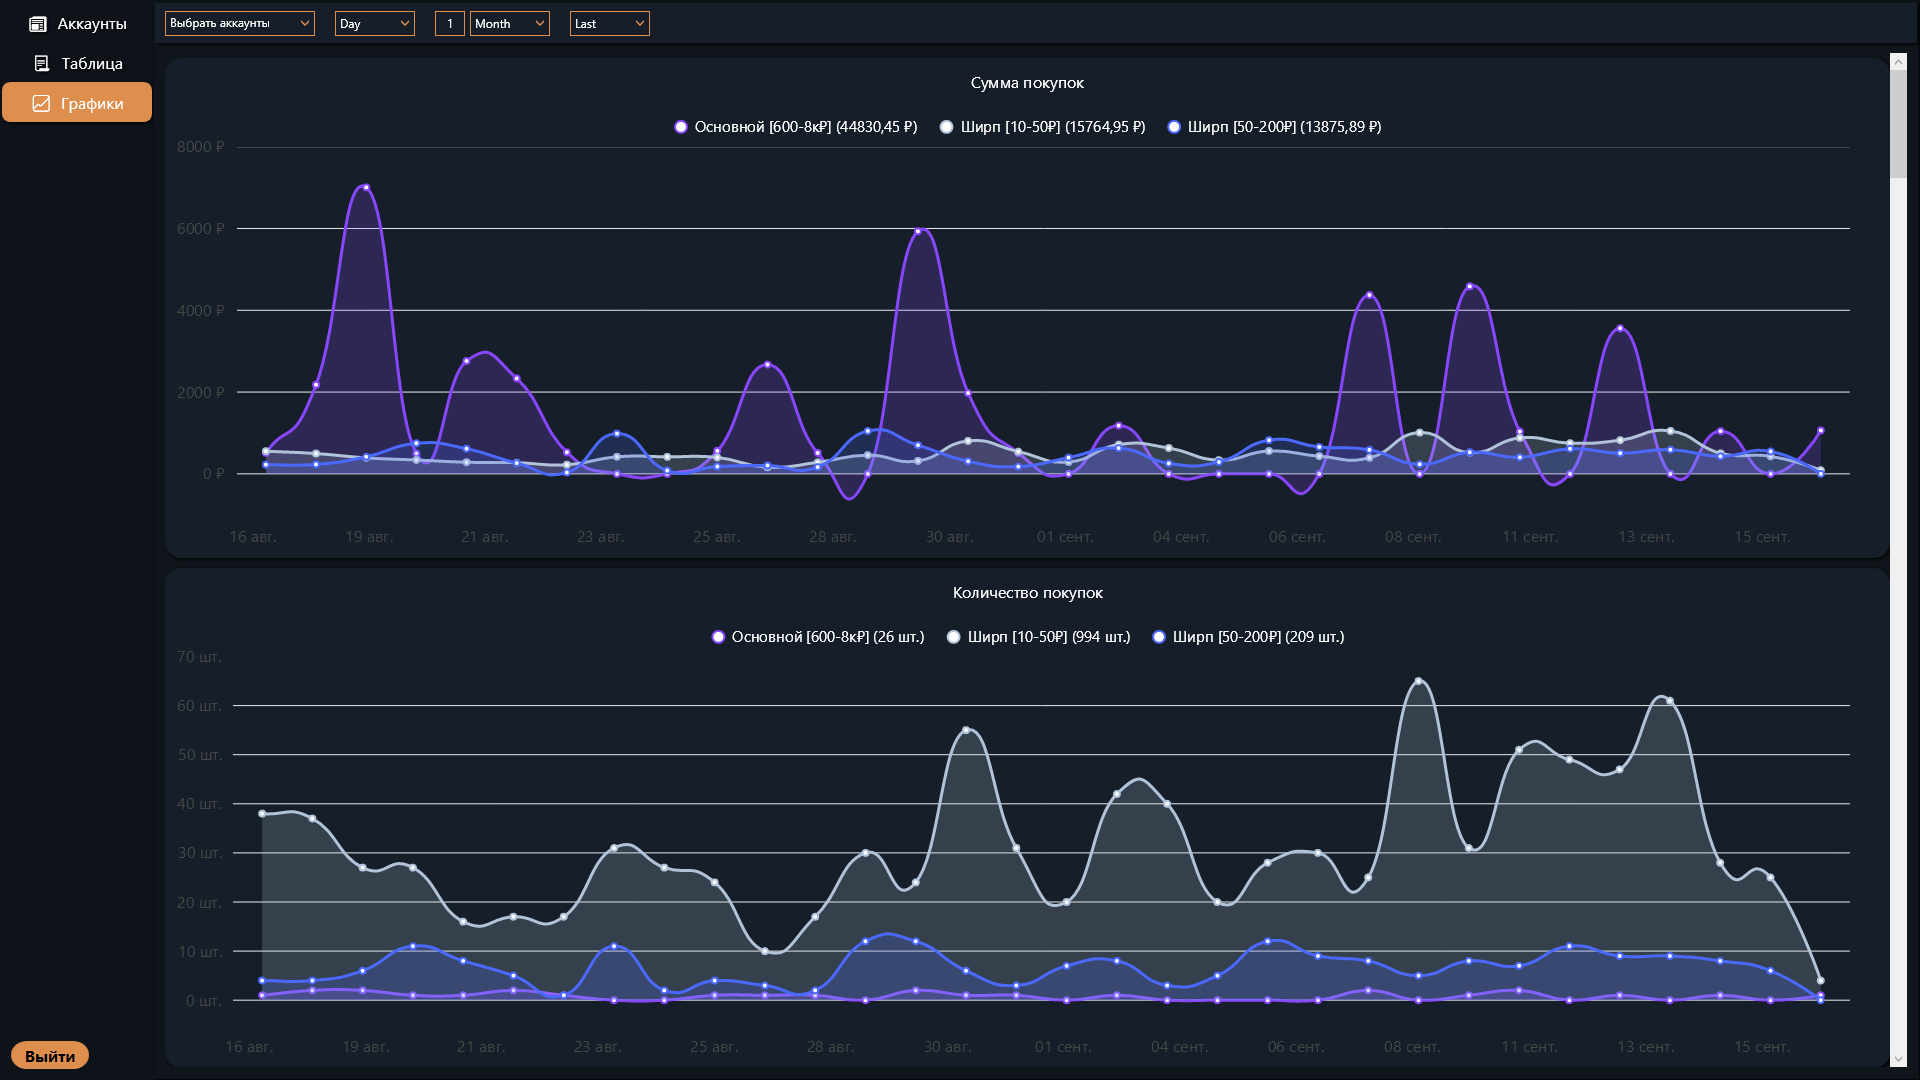 Аккаунты
Таблица
Графики
Выйти
Выбрать аккаунты
Day
1
Month
Last
Сумма покупок
Основной [600-8к₽] (44830,45 ₽) Ширп [10-50₽] (15764,95 ₽) Ширп [50-200₽] (13875,89 ₽)
8000 ₽
6000 ₽
4000 ₽
2000 ₽
0 ₽
16 авг. 19 авг. 21 авг. 23 авг. 25 авг. 28 авг. 30 авг. 01 сент. 04 сент. 06 сент. 08 сент. 11 сент. 13 сент. 15 сент.
Количество покупок
Основной [600-8к₽] (26 шт.) Ширп [10-50₽] (994 шт.) Ширп [50-200₽] (209 шт.)
70 шт.
60 шт.
50 шт.
40 шт.
30 шт.
20 шт.
10 шт.
0 шт.
16 авг. 19 авг. 21 авг. 23 авг. 25 авг. 28 авг. 30 авг. 01 сент. 04 сент. 06 сент. 08 сент. 11 сент. 13 сент. 15 сент.